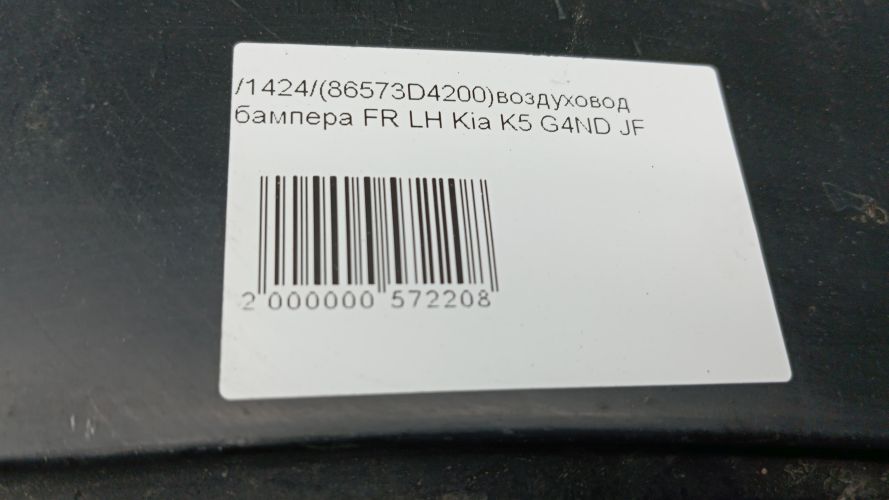 /1424/(86573D4200)воздуховод
бампера FR LH Kia K5 G4ND JF
2 000000 572208